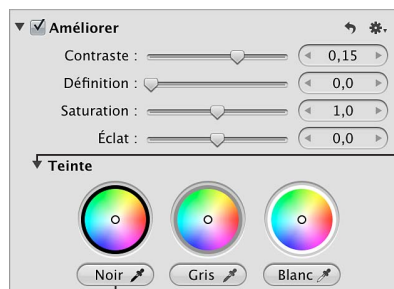 Améliorer
Contraste : 0,15
Définition : 0,0
Saturation : 1,0
Éclat : 0,0
Teinte
Noir Gris Blanc